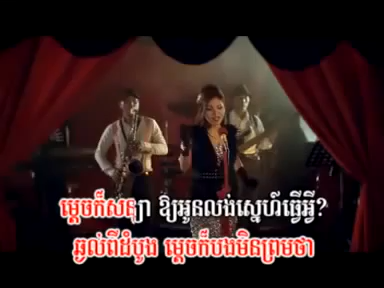 ម្ដេចក៏សន្យា ឱ្យអូនលង់ស្នេហ៍ធ្វើអ្វី?
ឆ្ងល់ពីដំបូង ម្ដេចក៏បងមិនព្រមថា